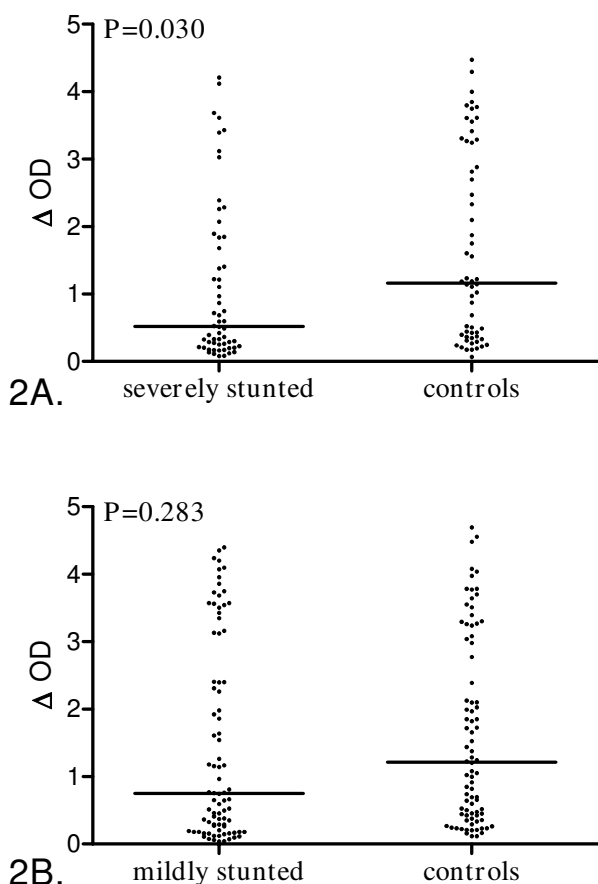 5
P=0.030
4
3
Δ OD
2
1
0
severely stunted controls
2A.
5
P=0.283
4
3
Δ OD
2
1
0
mildly stunted controls
2B.